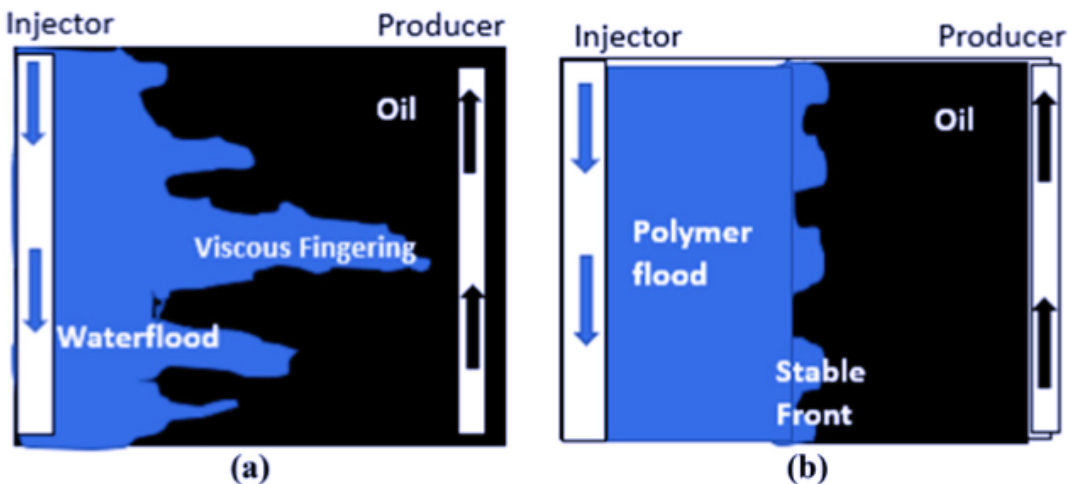 Injector
Producer
Oil
Viscous Fingering
Waterflood
(a)
Injector
Producer
Oil
Polymer
flood
Stable
Front
(b)